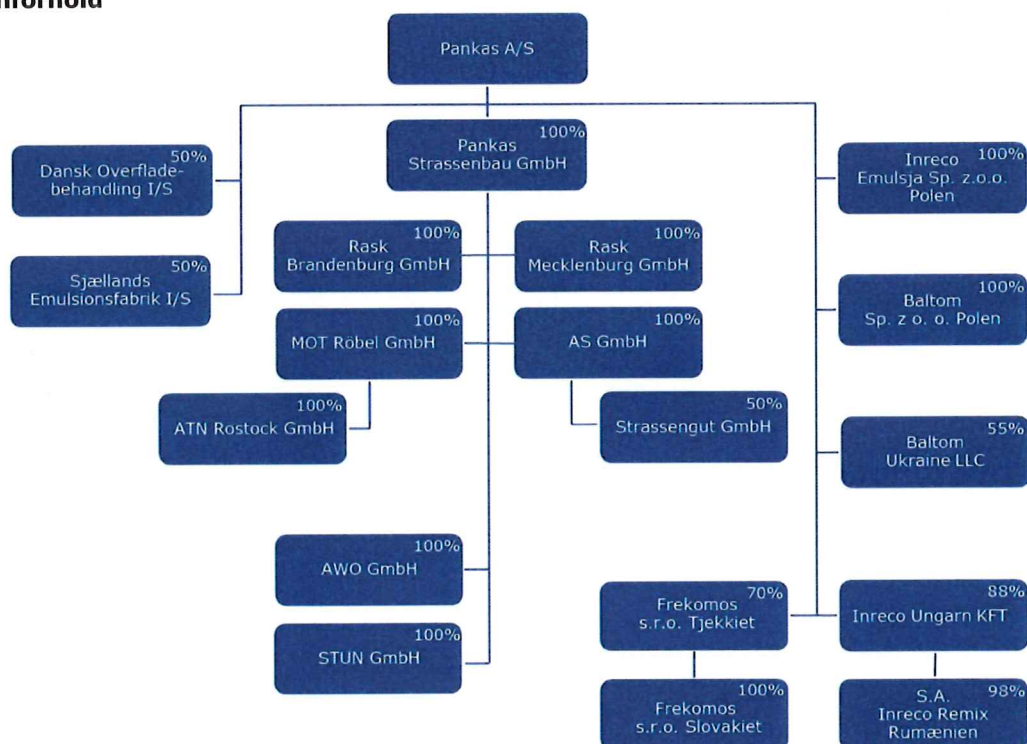 Pankas A/S
100%
Pankas
Strassenbau GmbH
50%
Dansk Overflade-
behandling I/S
50%
Sjællands
Emulsionsfabrik I/S
100%
Rask
Brandenburg GmbH
100%
Rask
Mecklenburg GmbH
100%
MOT Röbel GmbH
100%
AS GmbH
100%
ATN Rostock GmbH
50%
Strassengut GmbH
100%
AWO GmbH
100%
STUN GmbH
Inreco 100%
Emulsja Sp. z.o.o.
Polen
100%
Baltom
Sp. z o. o. Polen
55%
Baltom
Ukraine LLC
70%
Frekomos
s.r.o. Tjekkiet
88%
Inreco Ungarn KFT
100%
Frekomos
s.r.o. Slovakiet
S.A. 98%
Inreco Remix
Rumænien